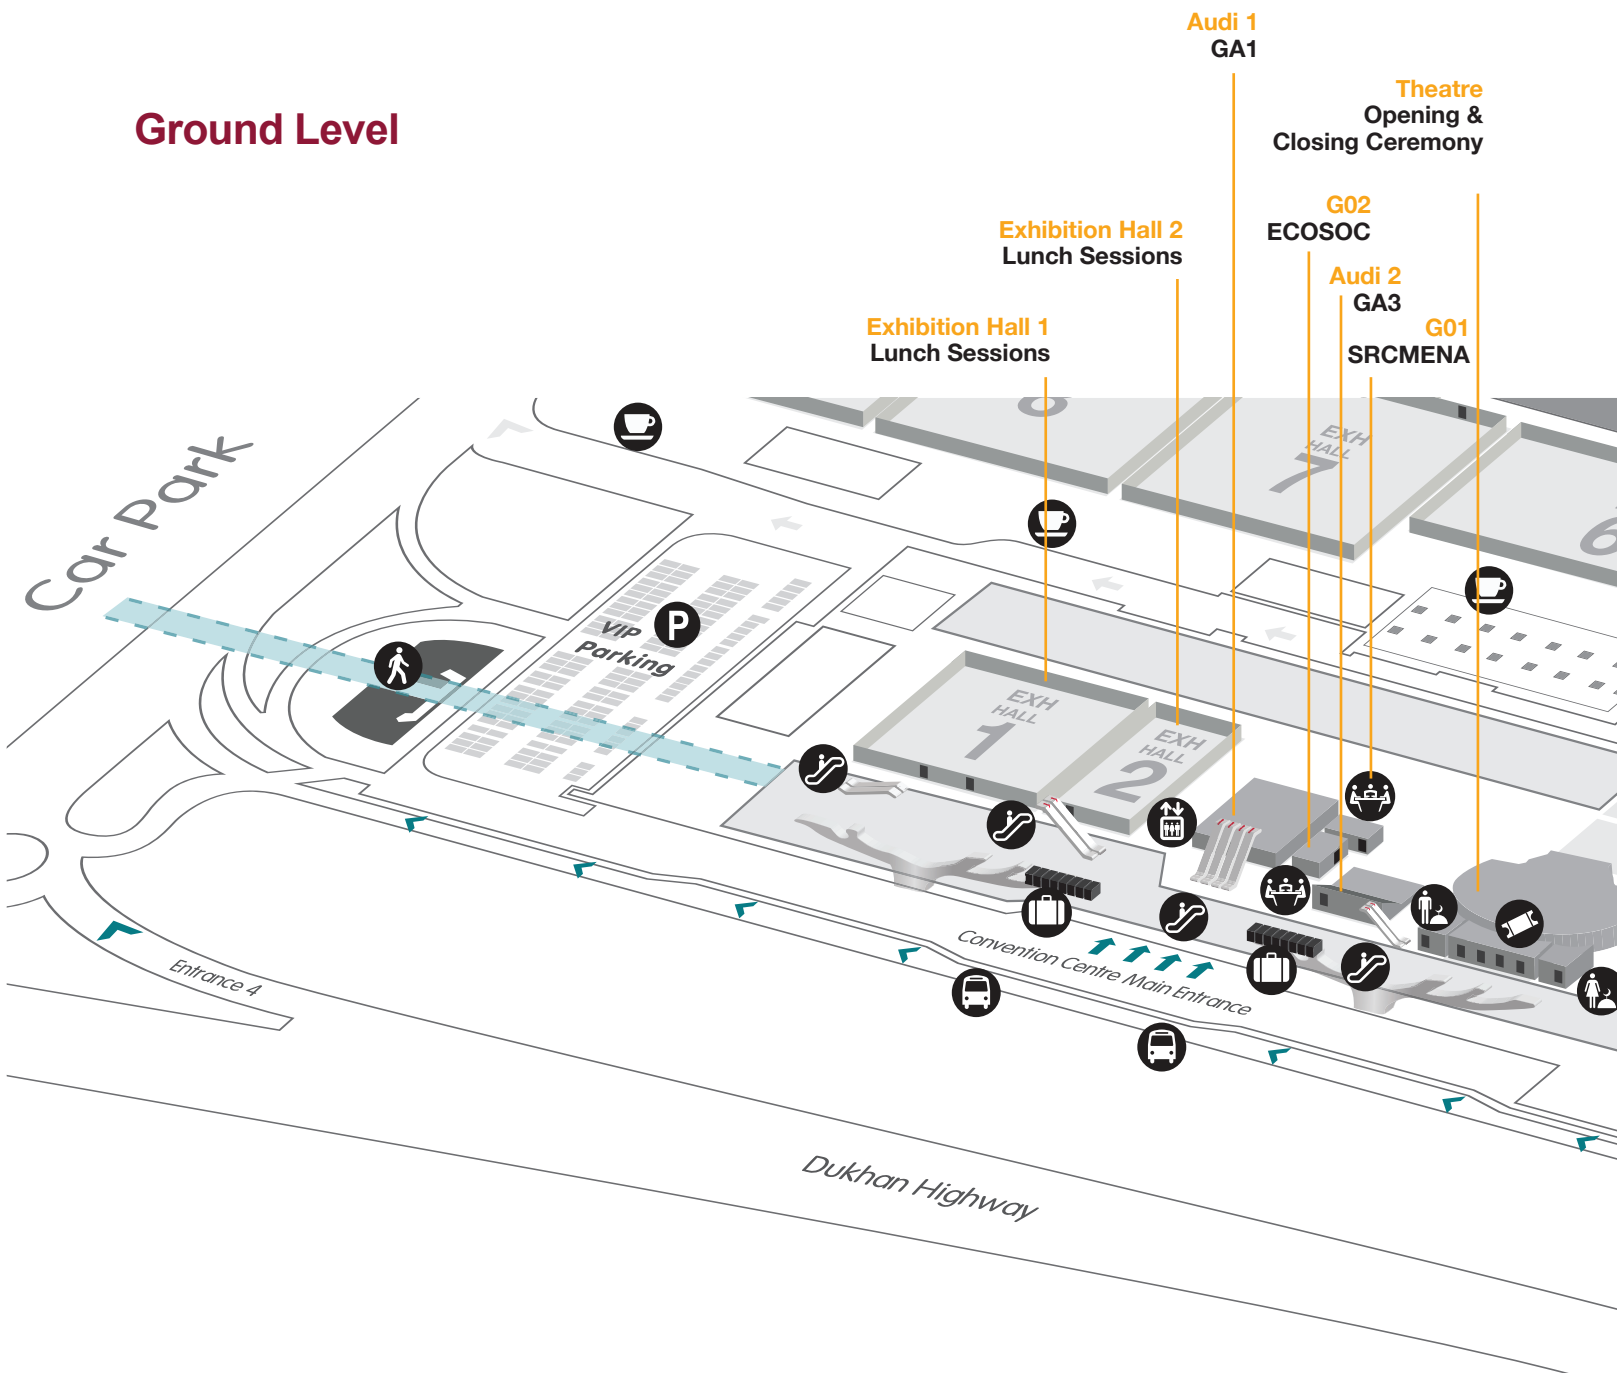 Ground Level
Audi 1
GA1
Theatre
Opening &
Closing Ceremony
G02
ECOSOC
Exhibition Hall 2
Lunch Sessions
Audi 2
GA3
Exhibition Hall 1
Lunch Sessions
G01
SRCMENA
Car Park
EXH
HALL
7
6
VIP
Parking
P
EXH
HALL
1
EXH
HALL
2
Convention Centre Main Entrance
Entrance 4
Dukhan Highway